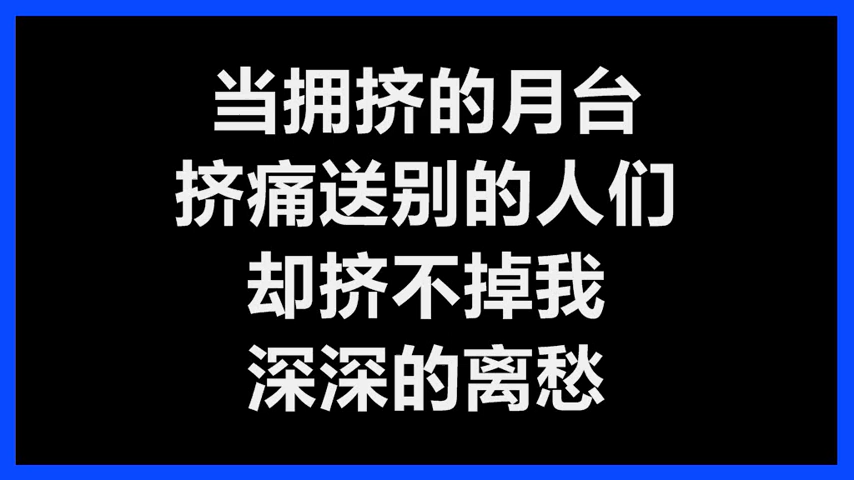 当拥挤的月台
挤痛送别的人们
却挤不掉我
深深的离愁